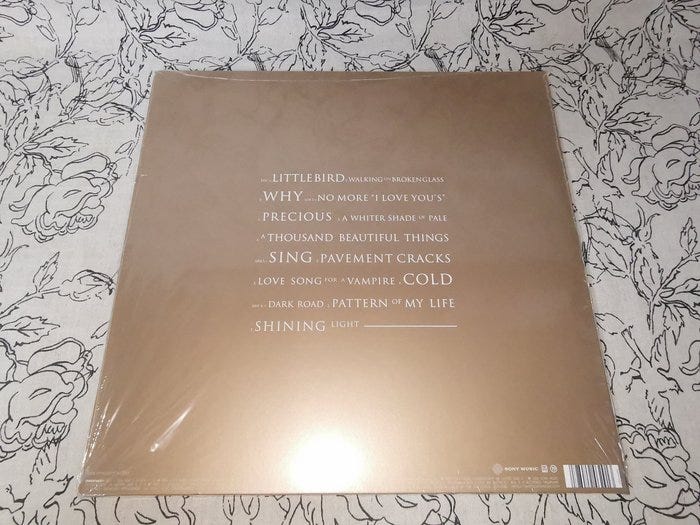 LITTLEBIRD WALKING ON BROKENGLASS
WHY NO MORE "I LOVE YOU'S"
PRECIOUS A WHITER SHADE OF PALE
A THOUSAND BEAUTIFUL THINGS
SING PAVEMENT CRACKS
LOVE SONG FOR A VAMPIRE COLD
DARK ROAD PATTERN OF MY LIFE
SHINING LIGHT
SONY MUSIC